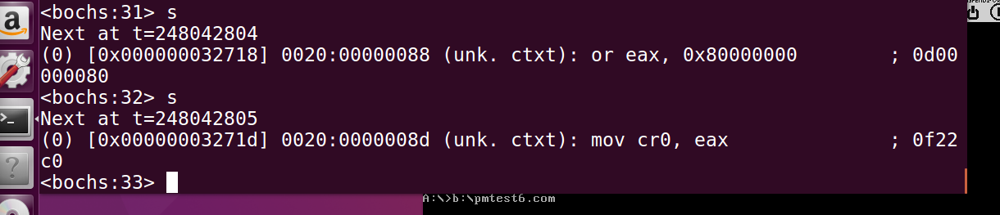 <bochs:31> s
Next at t=248042804
(0) [0x000000032718] 0020:00000088 (unk. ctxt): or eax, 0x80000000 ; 0d00
000080
<bochs:32> s
Next at t=248042805
(0) [0x00000003271d] 0020:0000008d (unk. ctxt): mov cr0, eax ; 0f22
c0
<bochs:33>
A:\>b:\pmtest6.com